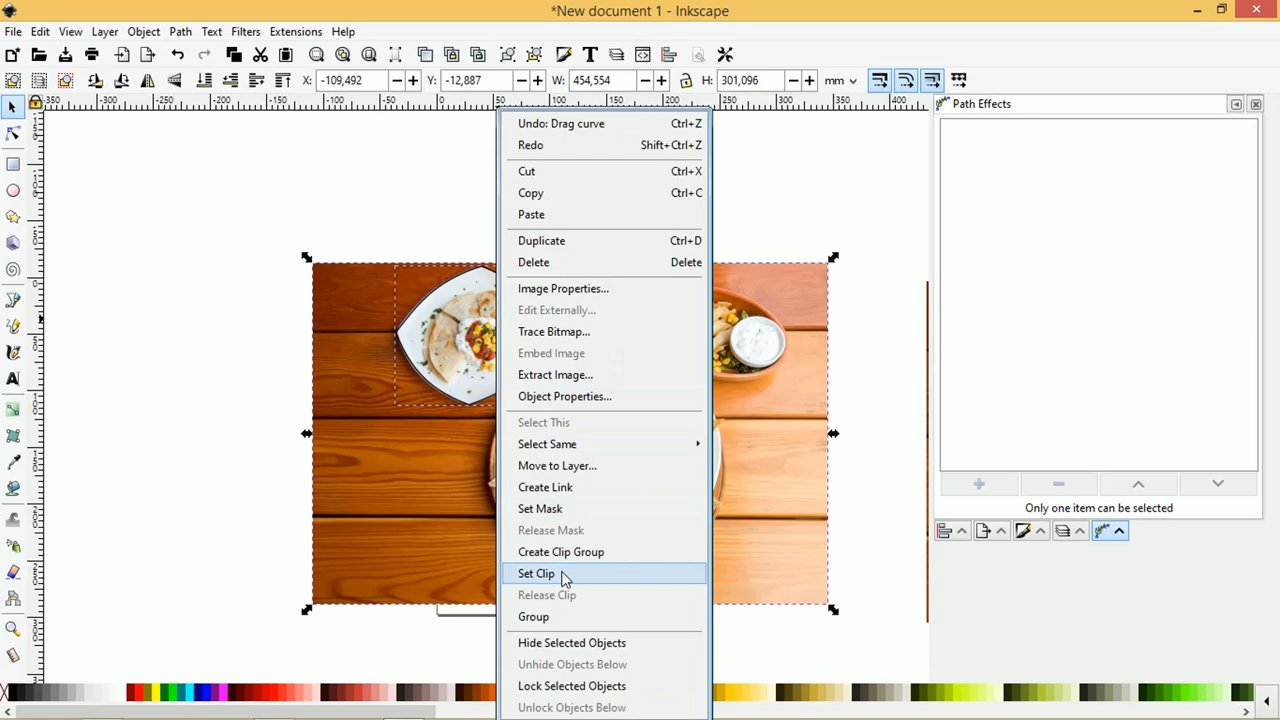 *New document 1 - Inkscape
File Edit View Layer Object Path Text Filters Extensions Help
X: -109,492 Y: -12,887 W: 454,554 H: 301,096 mm
Path Effects
Undo: Drag curve Ctrl+Z
Redo Shift+Ctrl+Z
Cut Ctrl+X
Copy Ctrl+C
Paste
Duplicate Ctrl+D
Delete Delete
Image Properties...
Edit Externally...
Trace Bitmap...
Embed Image
Extract Image...
Object Properties...
Select This
Select Same
Move to Layer...
Create Link
Set Mask
Release Mask
Create Clip Group
Set Clip
Release Clip
Group
Hide Selected Objects
Unhide Objects Below
Lock Selected Objects
Unlock Objects Below
Only one item can be selected